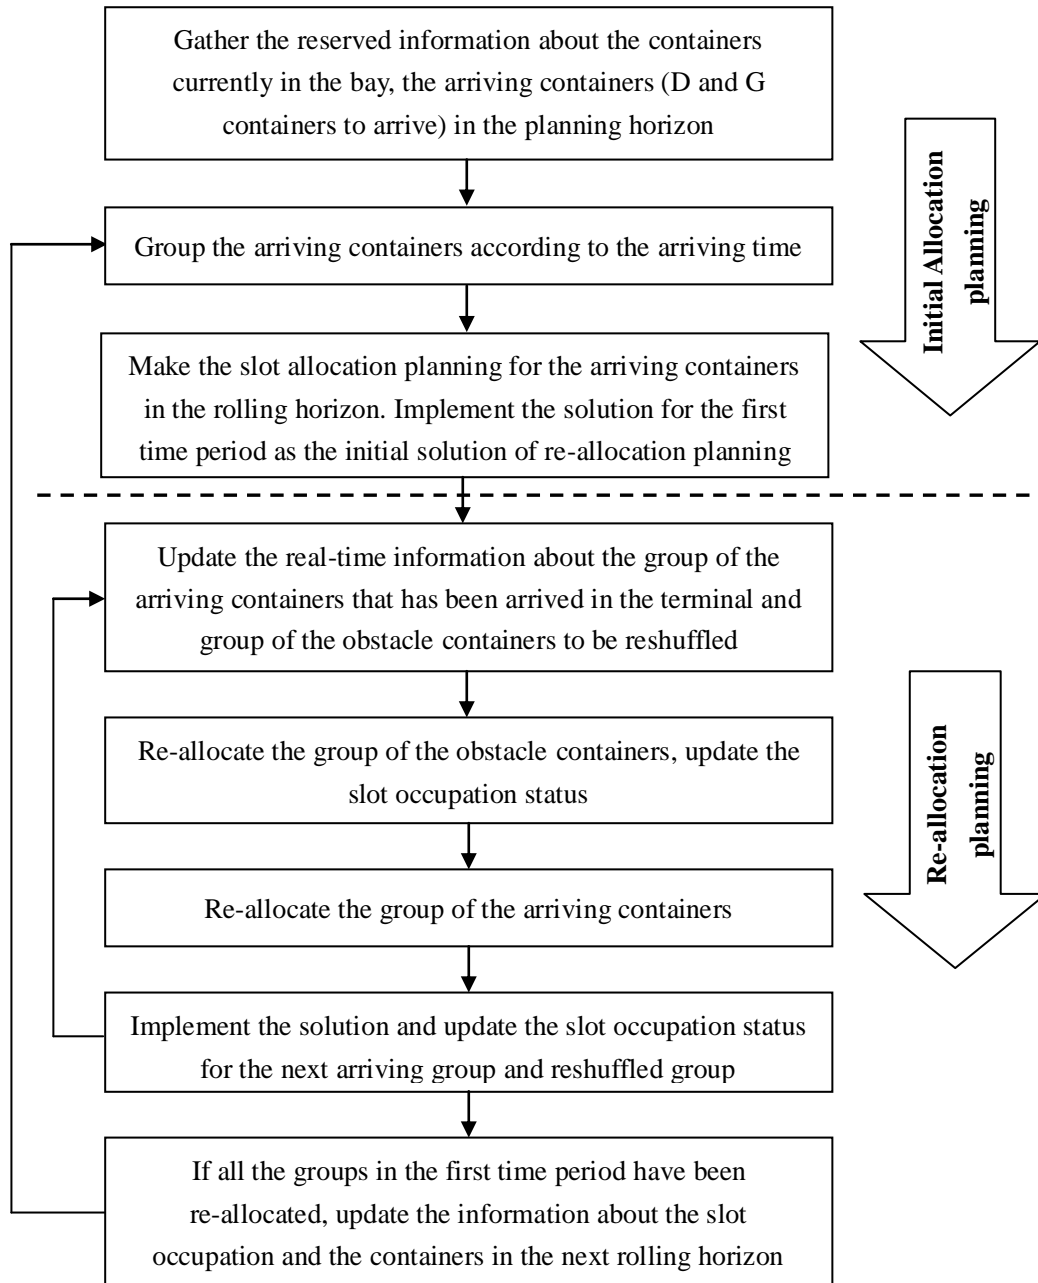 Gather the reserved information about the containers
currently in the bay, the arriving containers (D and G
containers to arrive) in the planning horizon
Group the arriving containers according to the arriving time
Make the slot allocation planning for the arriving containers
in the rolling horizon. Implement the solution for the first
time period as the initial solution of re-allocation planning
Initial Allocation
planning
Update the real-time information about the group of the
arriving containers that has been arrived in the terminal and
group of the obstacle containers to be reshuffled
Re-allocate the group of the obstacle containers, update the
slot occupation status
Re-allocate the group of the arriving containers
Implement the solution and update the slot occupation status
for the next arriving group and reshuffled group
If all the groups in the first time period have been
re-allocated, update the information about the slot
occupation and the containers in the next rolling horizon
Re-allocation
planning